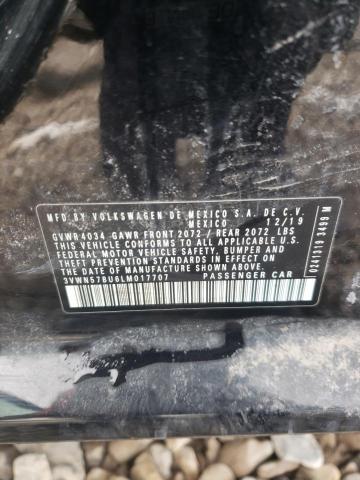 MFD. BY VOLKSWAGEN DE MEXICO S.A. DE C.V.
MEXICO 12/19
GVWR 4034 GAWR FRONT 2072 / REAR 2072 LBS
THIS VEHICLE CONFORMS TO ALL APPLICABLE U.S.
FEDERAL MOTOR VEHICLE SAFETY, BUMPER AND
THEFT PREVENTION STANDARDS IN EFFECT ON THE
DATE OF MANUFACTURE SHOWN ABOVE.
3VWN57BU6LM017707 PASSENGER CAR
0241519 3499 M